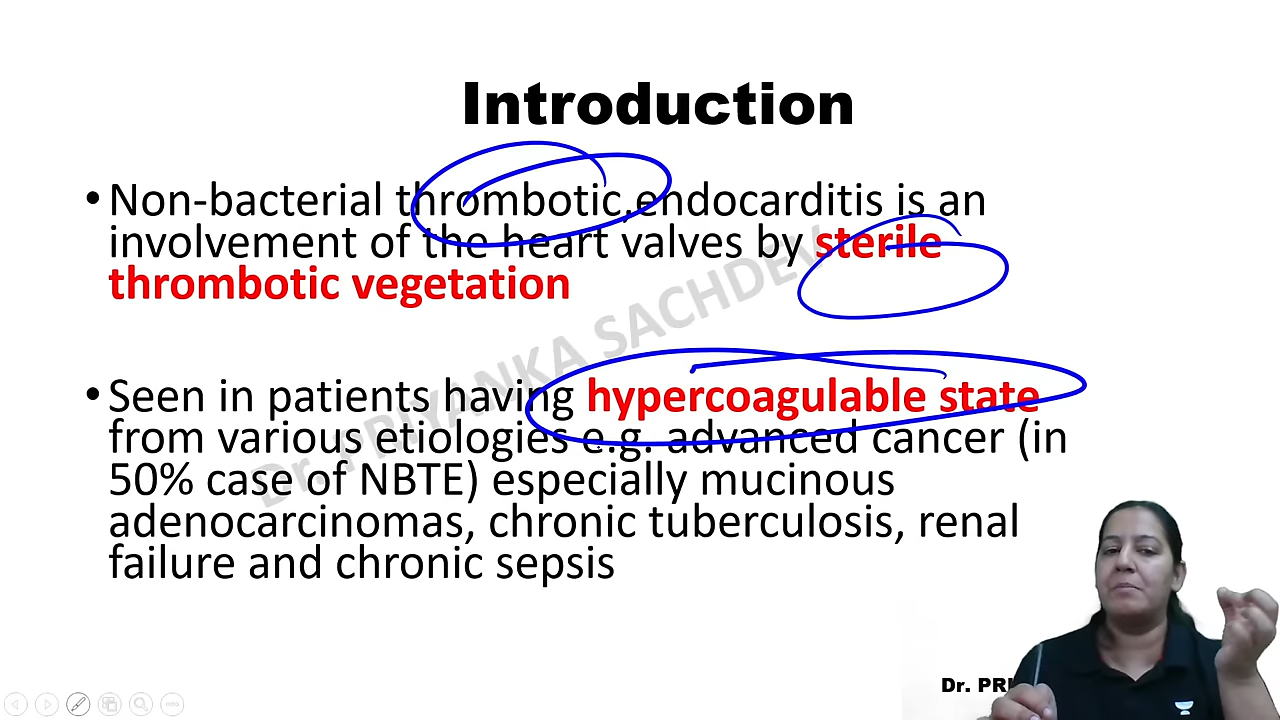 Introduction
• Non-bacterial thrombotic,endocarditis is an
involvement of the heart valves by sterile
thrombotic vegetation
• Seen in patients having hypercoagulable state
from various etiologies e.g. advanced cancer (in
50% case of NBTE) especially mucinous
adenocarcinomas, chronic tuberculosis, renal
failure and chronic sepsis
PRIYANKA SACHDEV
Dr. PRI